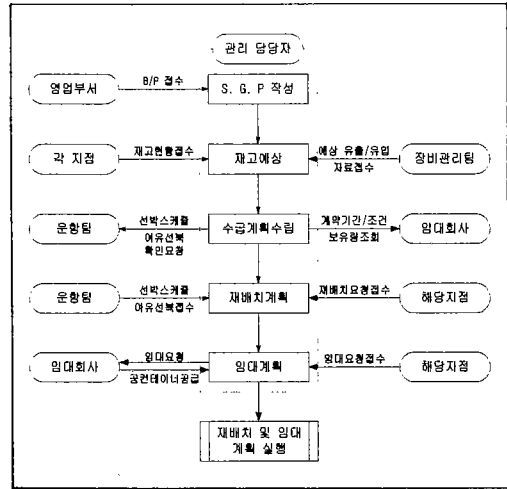 관리 담당자
영업부서
B/P 접수
S. G. P 작성
각 지점
재고현황접수
재고예상
예상 유출/유입
자료접수
장비관리팀
운항팀
선박스케쥴
여유선복
확인요청
수급계획수립
계약기간/조건
보유량조회
임대회사
운항팀
선박스케쥴
여유선복접수
재배치계획
재배치요청접수
해당지점
임대회사
임대요청
공컨테이너공급
임대계획
임대요청접수
해당지점
재배치 및 임대
계획 실행